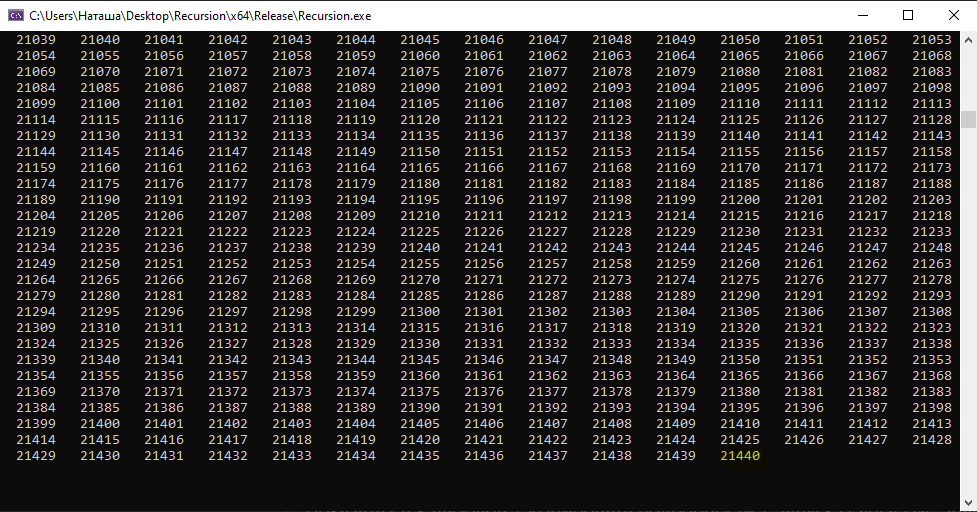 C:\Users\Наташа\Desktop\Recursion\x64\Release\Recursion.exe
21039 21040 21041 21042 21043 21044 21045 21046 21047 21048 21049 21050 21051 21052 21053
21054 21055 21056 21057 21058 21059 21060 21061 21062 21063 21064 21065 21066 21067 21068
21069 21070 21071 21072 21073 21074 21075 21076 21077 21078 21079 21080 21081 21082 21083
21084 21085 21086 21087 21088 21089 21090 21091 21092 21093 21094 21095 21096 21097 21098
21099 21100 21101 21102 21103 21104 21105 21106 21107 21108 21109 21110 21111 21112 21113
21114 21115 21116 21117 21118 21119 21120 21121 21122 21123 21124 21125 21126 21127 21128
21129 21130 21131 21132 21133 21134 21135 21136 21137 21138 21139 21140 21141 21142 21143
21144 21145 21146 21147 21148 21149 21150 21151 21152 21153 21154 21155 21156 21157 21158
21159 21160 21161 21162 21163 21164 21165 21166 21167 21168 21169 21170 21171 21172 21173
21174 21175 21176 21177 21178 21179 21180 21181 21182 21183 21184 21185 21186 21187 21188
21189 21190 21191 21192 21193 21194 21195 21196 21197 21198 21199 21200 21201 21202 21203
21204 21205 21206 21207 21208 21209 21210 21211 21212 21213 21214 21215 21216 21217 21218
21219 21220 21221 21222 21223 21224 21225 21226 21227 21228 21229 21230 21231 21232 21233
21234 21235 21236 21237 21238 21239 21240 21241 21242 21243 21244 21245 21246 21247 21248
21249 21250 21251 21252 21253 21254 21255 21256 21257 21258 21259 21260 21261 21262 21263
21264 21265 21266 21267 21268 21269 21270 21271 21272 21273 21274 21275 21276 21277 21278
21279 21280 21281 21282 21283 21284 21285 21286 21287 21288 21289 21290 21291 21292 21293
21294 21295 21296 21297 21298 21299 21300 21301 21302 21303 21304 21305 21306 21307 21308
21309 21310 21311 21312 21313 21314 21315 21316 21317 21318 21319 21320 21321 21322 21323
21324 21325 21326 21327 21328 21329 21330 21331 21332 21333 21334 21335 21336 21337 21338
21339 21340 21341 21342 21343 21344 21345 21346 21347 21348 21349 21350 21351 21352 21353
21354 21355 21356 21357 21358 21359 21360 21361 21362 21363 21364 21365 21366 21367 21368
21369 21370 21371 21372 21373 21374 21375 21376 21377 21378 21379 21380 21381 21382 21383
21384 21385 21386 21387 21388 21389 21390 21391 21392 21393 21394 21395 21396 21397 21398
21399 21400 21401 21402 21403 21404 21405 21406 21407 21408 21409 21410 21411 21412 21413
21414 21415 21416 21417 21418 21419 21420 21421 21422 21423 21424 21425 21426 21427 21428
21429 21430 21431 21432 21433 21434 21435 21436 21437 21438 21439 21440